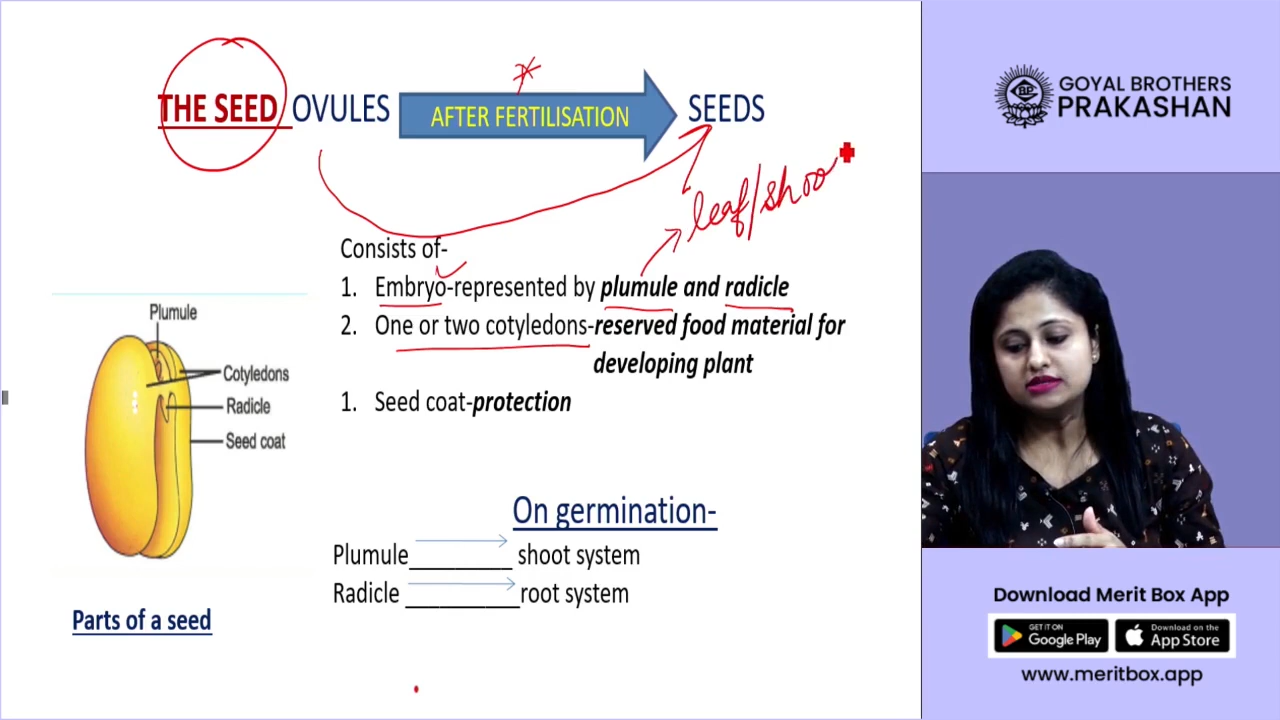 THE SEED OVULES AFTER FERTILISATION SEEDS
leaf/shoo
Consists of-
1. Embryo-represented by plumule and radicle
2. One or two cotyledons-reserved food material for
developing plant
1. Seed coat-protection
Plumule
Cotyledons
Radicle
Seed coat
Parts of a seed
On germination-
Plumule_________ shoot system
Radicle __________root system
GBP
GOYAL BROTHERS
PRAKASHAN
Download Merit Box App
GET IT ON
Google Play
Download on the
App Store
www.meritbox.app